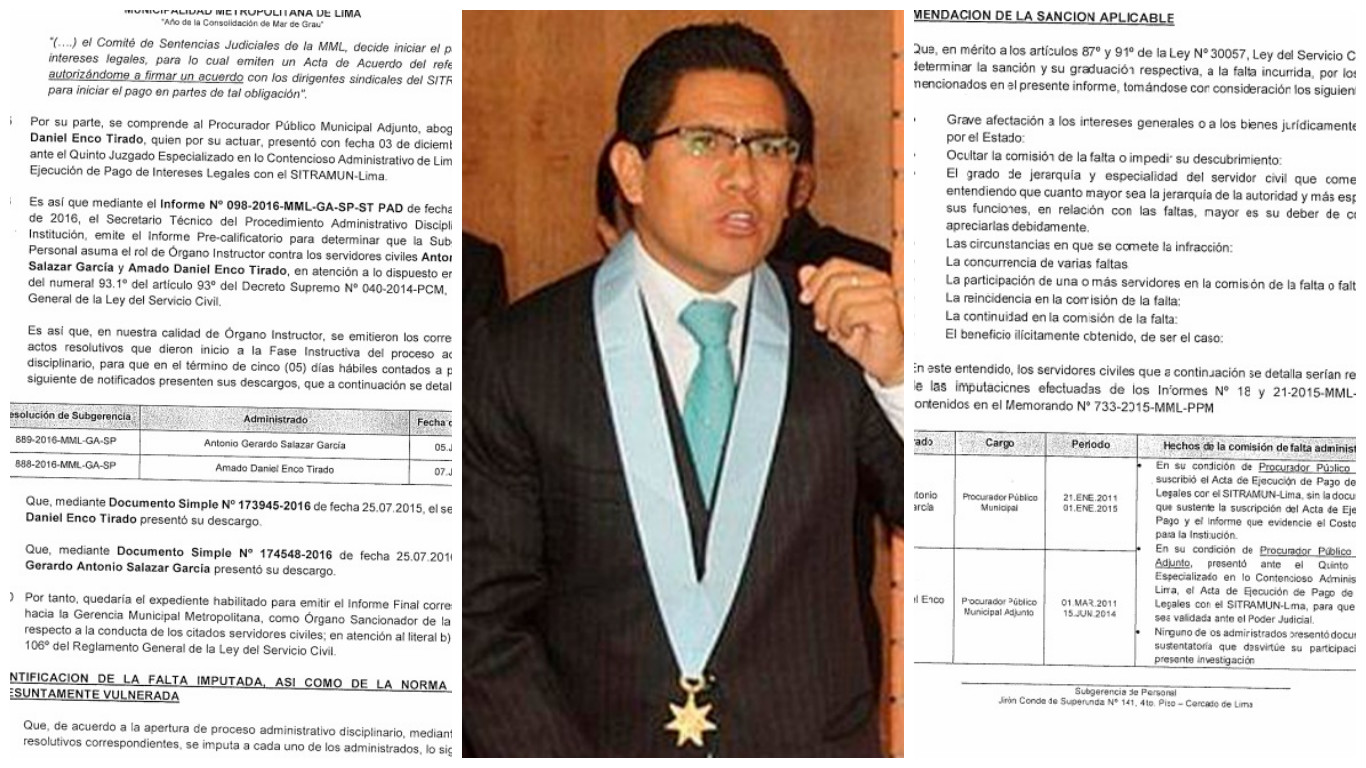 MUNICIPALIDAD METROPOLITANA DE LIMA
"Año de la Consolidación de Mar de Grau"
"(....) el Comité de Sentencias Judiciales de la MML, decide iniciar el p
intereses legales, para lo cual emiten un Acta de Acuerdo del refe
autorizándome a firmar un acuerdo con los dirigentes sindicales del SITR
para iniciar el pago en partes de tal obligación".
Por su parte, se comprende al Procurador Público Municipal Adjunto, abog
Daniel Enco Tirado, quien por su actuar, presentó con fecha 03 de diciemb
ante el Quinto Juzgado Especializado en lo Contencioso Administrativo de Lim
Ejecución de Pago de Intereses Legales con el SITRAMUN-Lima.
Es así que mediante el Informe Nº 098-2016-MML-GA-SP-ST PAD de fecha
de 2016, el Secretario Técnico del Procedimiento Administrativo Discipli
Institución, emite el Informe Pre-calificatorio para determinar que la Sub
Personal asuma el rol de Órgano Instructor contra los servidores civiles Anton
Salazar García y Amado Daniel Enco Tirado, en atención a lo dispuesto en
del numeral 93.1º del artículo 93º del Decreto Supremo Nº 040-2014-PCM,
General de la Ley del Servicio Civil.
Es así que, en nuestra calidad de Órgano Instructor, se emitieron los corre
actos resolutivos que dieron inicio a la Fase Instructiva del proceso ad
disciplinario, para que en el término de cinco (05) días hábiles contados a p
siguiente de notificados presenten sus descargos, que a continuación se detal
esolución de Subgerencia Administrado Fecha d
889-2016-MML-GA-SP Antonio Gerardo Salazar García 05.J
888-2016-MML-GA-SP Amado Daniel Enco Tirado 07.J
Que, mediante Documento Simple Nº 173945-2016 de fecha 25.07.2015, el se
Daniel Enco Tirado presentó su descargo.
Que, mediante Documento Simple Nº 174548-2016 de fecha 25.07.201
Gerardo Antonio Salazar García presentó su descargo.
Por tanto, quedaría el expediente habilitado para emitir el Informe Final corre
hacia la Gerencia Municipal Metropolitana, como Órgano Sancionador de la
respecto a la conducta de los citados servidores civiles; en atención al literal b)
106º del Reglamento General de la Ley del Servicio Civil.
NTIFICACION DE LA FALTA IMPUTADA, ASI COMO DE LA NORMA
ESUNTAMENTE VULNERADA
Que, de acuerdo a la apertura de proceso administrativo disciplinario, mediant
resolutivos correspondientes, se imputa a cada uno de los administrados, lo sig
MENDACION DE LA SANCION APLICABLE
Que, en mérito a los artículos 87º y 91º de la Ley Nº 30057, Ley del Servicio C
determinar la sanción y su graduación respectiva, a la falta incurrida, por los
mencionados en el presente informe, tomándose con consideración los siguient
Grave afectación a los intereses generales o a los bienes jurídicamente
por el Estado:
Ocultar la comisión de la falta o impedir su descubrimiento:
El grado de jerarquía y especialidad del servidor civil que come
entendiendo que cuanto mayor sea la jerarquía de la autoridad y más esp
sus funciones, en relación con las faltas, mayor es su deber de co
apreciarlas debidamente.
Las circunstancias en que se comete la infracción:
La concurrencia de varias faltas
La participación de una o más servidores en la comisión de la falta o falt
La reincidencia en la comisión de la falta:
La continuidad en la comisión de la falta:
El beneficio ilícitamente obtenido, de ser el caso:
En este entendido, los servidores civiles que a continuación se detalla serían re
de las imputaciones efectuadas de los Informes Nº 18 y 21-2015-MML-
ontenidos en el Memorando Nº 733-2015-MML-PPM
rado Cargo Periodo Hechos de la comisión de falta administ
ntonio
arcía
Procurador Público
Municipal
21.ENE.2011
01.ENE.2015
En su condición de Procurador Público
suscribió el Acta de Ejecución de Pago de
Legales con el SITRAMUN-Lima, sin la docu
que sustente la suscripción del Acta de Eje
Pago y el Informe que evidencie el Costo
para la Institución.
el Enco
Procurador Público
Municipal Adjunto
01.MAR.2011
15.JUN.2014
En su condición de Procurador Público
Adjunto, presentó ante el Quinto
Especializado en lo Contencioso Adminis
Lima, el Acta de Ejecución de Pago de
Legales con el SITRAMUN-Lima, para que
sea validada ante el Poder Judicial.
Ninguno de os administrados presentó docum
sustentatoria que desvirtúe su participaci
presente investigación
Subgerencia de Personal
Jirón Conde de Superunda Nº 141, 4to. Piso – Cercado de Lima